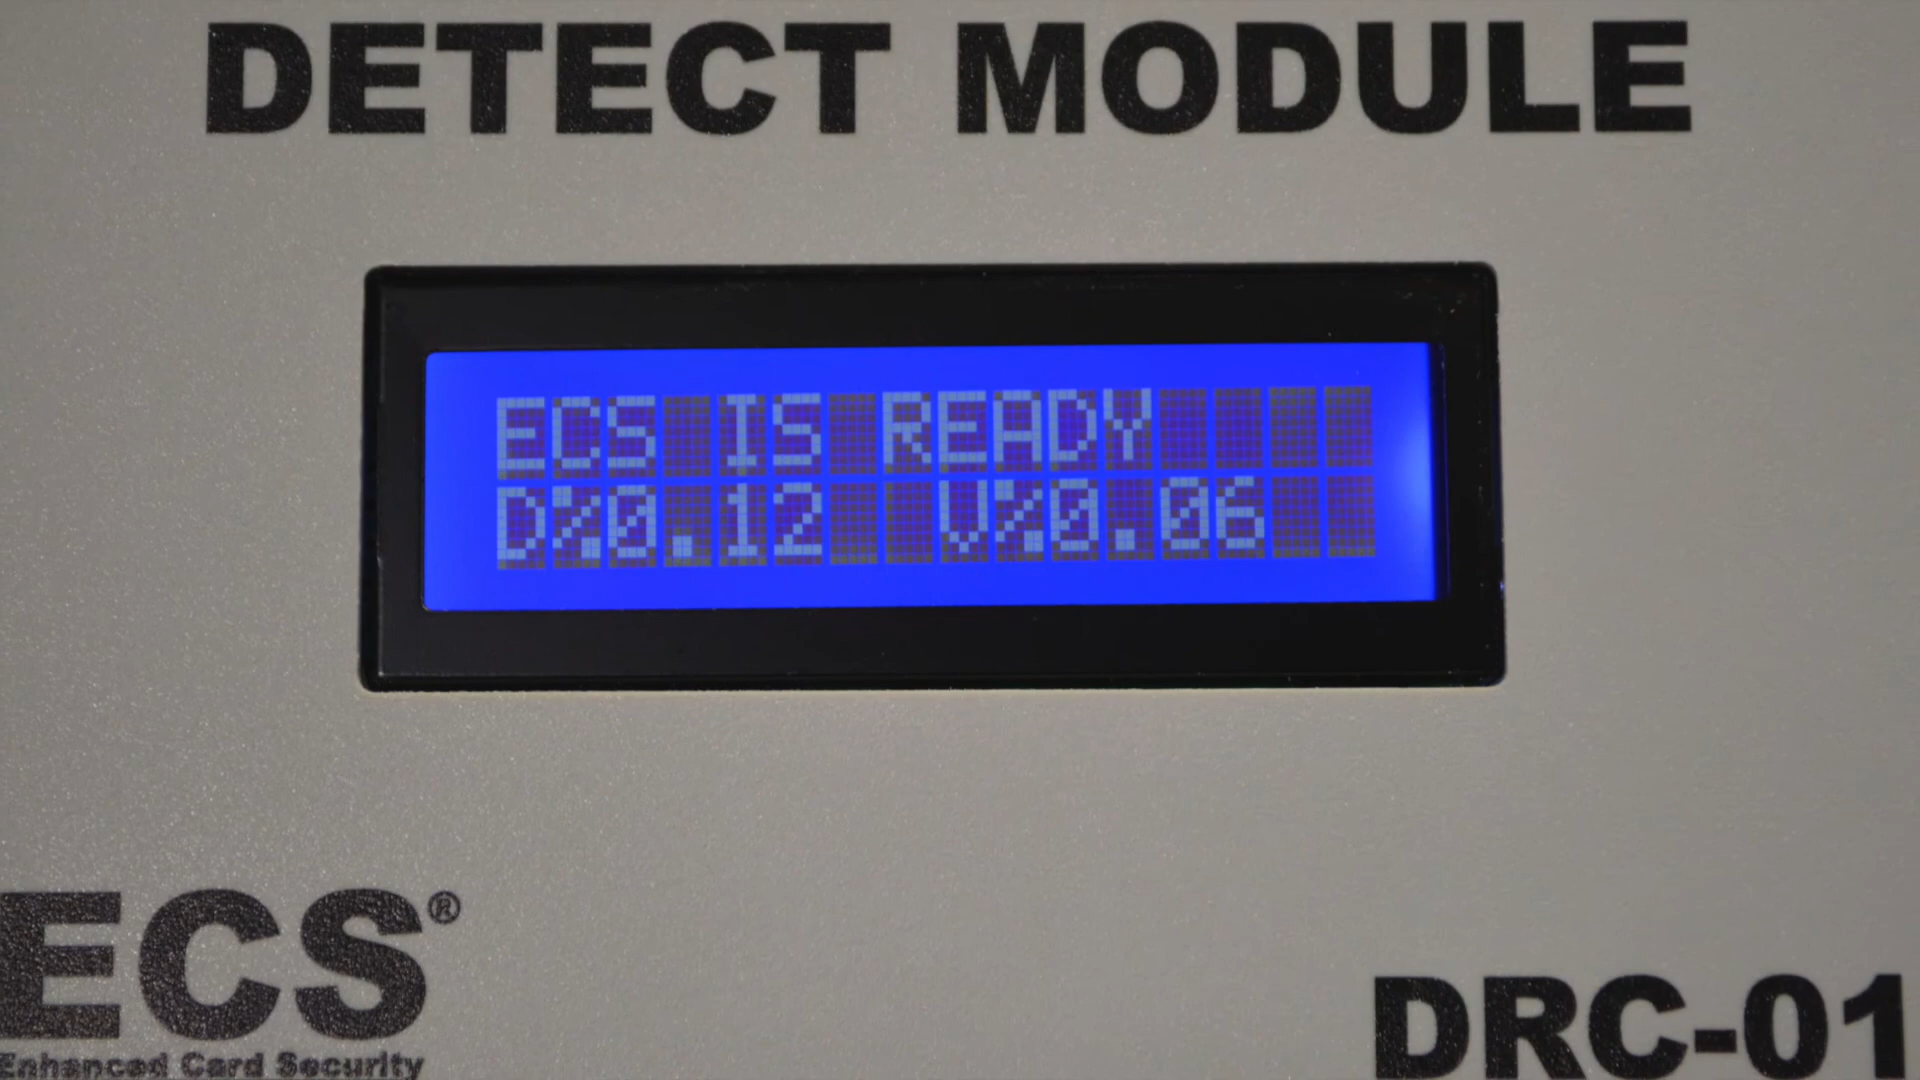 DETECT MODULE
ECS IS READY
D%0.12  V%0.06
ECS®
Enhanced Card Security
DRC-01